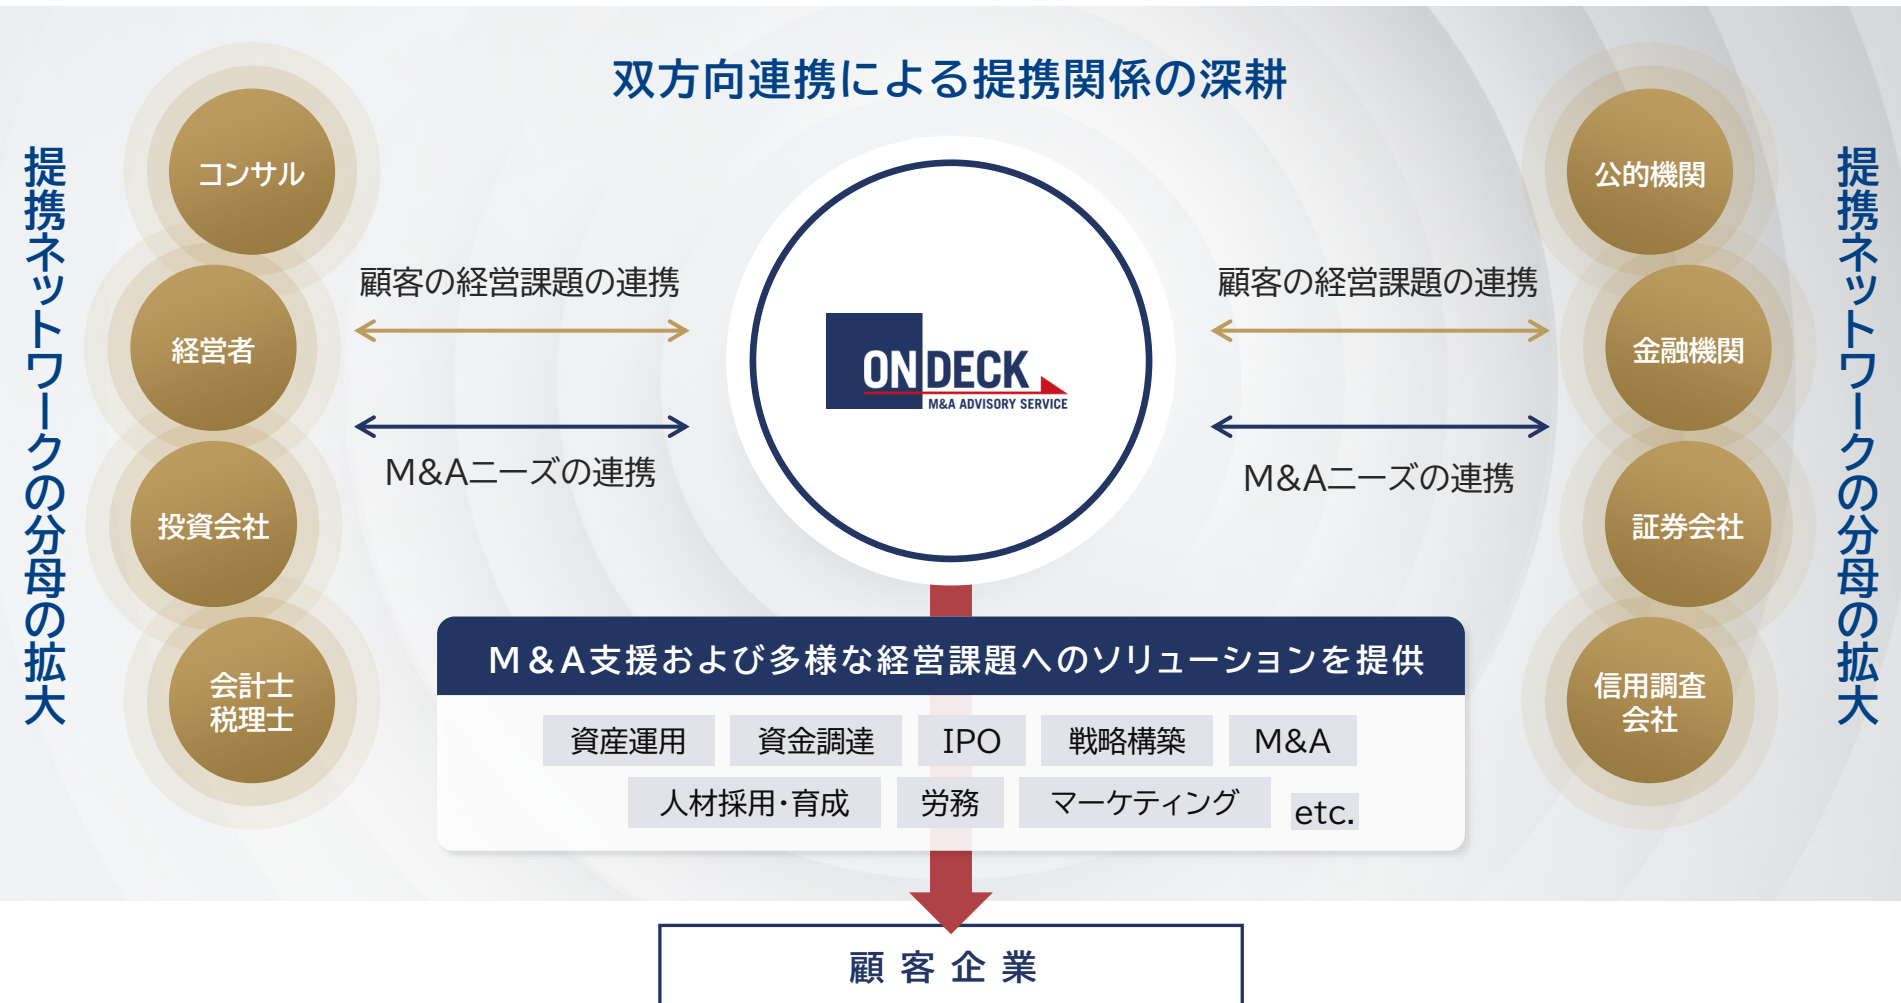 双方向連携による提携関係の深耕
提携ネットワークの分母の拡大
コンサル
経営者
投資会社
会計士
税理士
顧客の経営課題の連携
M&Aニーズの連携
ON DECK
M&A ADVISORY SERVICE
顧客の経営課題の連携
M&Aニーズの連携
公的機関
金融機関
証券会社
信用調査
会社
提携ネットワークの分母の拡大
M&A支援および多様な経営課題へのソリューションを提供
資産運用 資金調達 IPO 戦略構築 M&A
人材採用・育成 労務 マーケティング etc.
顧客企業